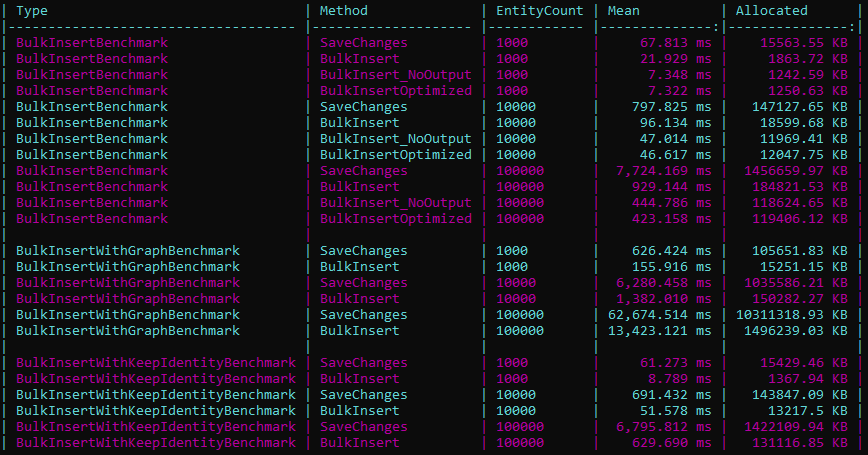 | Type | Method | EntityCount | Mean | Allocated |
|----------------------------------- |------------------- |------------ |--------------:|---------------:|
| BulkInsertBenchmark | SaveChanges | 1000 | 67.813 ms | 15563.55 KB |
| BulkInsertBenchmark | BulkInsert | 1000 | 21.929 ms | 1863.72 KB |
| BulkInsertBenchmark | BulkInsert_NoOutput | 1000 | 7.348 ms | 1242.59 KB |
| BulkInsertBenchmark | BulkInsertOptimized | 1000 | 7.322 ms | 1250.63 KB |
| BulkInsertBenchmark | SaveChanges | 10000 | 797.825 ms | 147127.65 KB |
| BulkInsertBenchmark | BulkInsert | 10000 | 96.134 ms | 18599.68 KB |
| BulkInsertBenchmark | BulkInsert_NoOutput | 10000 | 47.014 ms | 11969.41 KB |
| BulkInsertBenchmark | BulkInsertOptimized | 10000 | 46.617 ms | 12047.75 KB |
| BulkInsertBenchmark | SaveChanges | 100000 | 7,724.169 ms | 1456659.97 KB |
| BulkInsertBenchmark | BulkInsert | 100000 | 929.144 ms | 184821.53 KB |
| BulkInsertBenchmark | BulkInsert_NoOutput | 100000 | 444.786 ms | 118624.65 KB |
| BulkInsertBenchmark | BulkInsertOptimized | 100000 | 423.158 ms | 119406.12 KB |
| | | | | |
| BulkInsertWithGraphBenchmark | SaveChanges | 1000 | 626.424 ms | 105651.83 KB |
| BulkInsertWithGraphBenchmark | BulkInsert | 1000 | 155.916 ms | 15251.15 KB |
| BulkInsertWithGraphBenchmark | SaveChanges | 10000 | 6,280.458 ms | 1035586.21 KB |
| BulkInsertWithGraphBenchmark | BulkInsert | 10000 | 1,382.010 ms | 150282.27 KB |
| BulkInsertWithGraphBenchmark | SaveChanges | 100000 | 62,674.514 ms | 10311318.93 KB |
| BulkInsertWithGraphBenchmark | BulkInsert | 100000 | 13,423.121 ms | 1496239.03 KB |
| | | | | |
| BulkInsertWithKeepIdentityBenchmark | SaveChanges | 1000 | 61.273 ms | 15429.46 KB |
| BulkInsertWithKeepIdentityBenchmark | BulkInsert | 1000 | 8.789 ms | 1367.94 KB |
| BulkInsertWithKeepIdentityBenchmark | SaveChanges | 10000 | 691.432 ms | 143847.09 KB |
| BulkInsertWithKeepIdentityBenchmark | BulkInsert | 10000 | 51.578 ms | 13217.5 KB |
| BulkInsertWithKeepIdentityBenchmark | SaveChanges | 100000 | 6,795.812 ms | 1422109.94 KB |
| BulkInsertWithKeepIdentityBenchmark | BulkInsert | 100000 | 629.690 ms | 131116.85 KB |